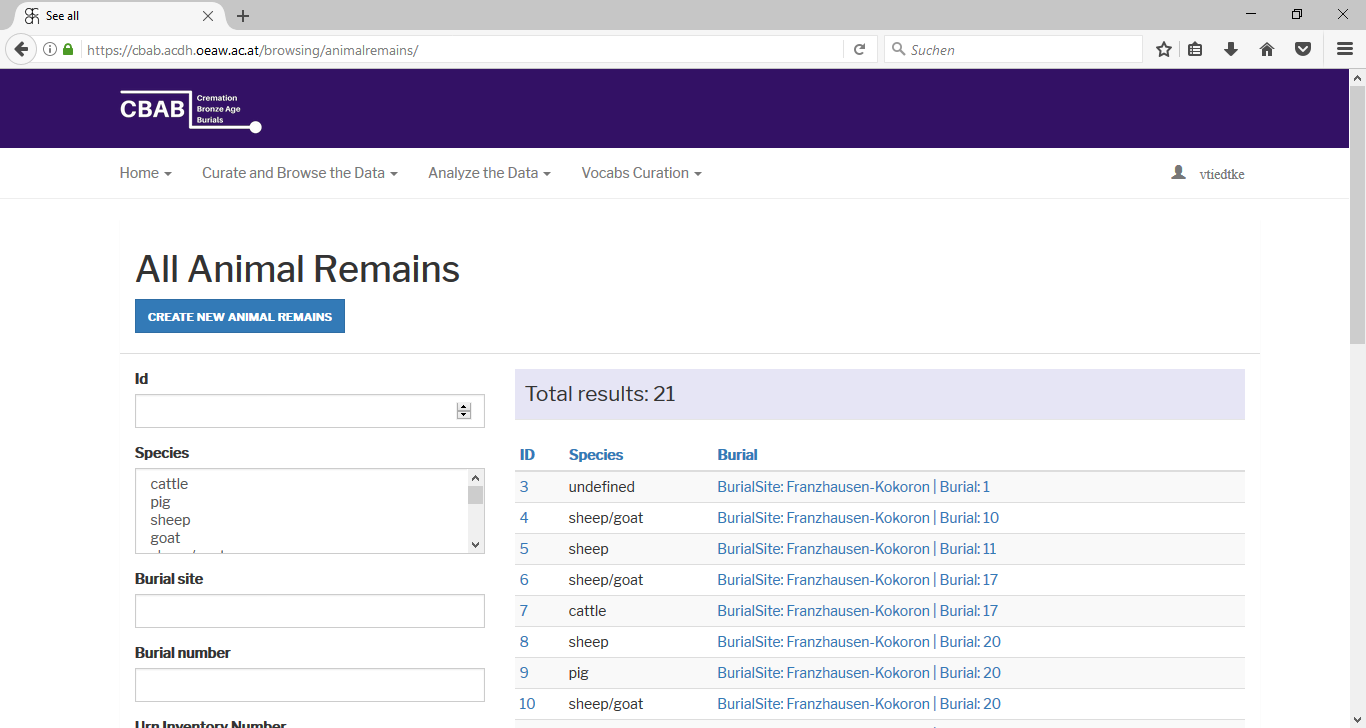 See all
https://cbab.acdh.oeaw.ac.at/browsing/animalremains/
Suchen
CBAB
Cremation
Bronze Age
Burials
Home
Curate and Browse the Data
Analyze the Data
Vocabs Curation
vtiedtke
All Animal Remains
CREATE NEW ANIMAL REMAINS
Id
Species
cattle
pig
sheep
goat
sheep/goat
Burial site
Burial number
Urn Inventory Number
Total results: 21
ID Species Burial
3 undefined BurialSite: Franzhausen-Kokoron | Burial: 1
4 sheep/goat BurialSite: Franzhausen-Kokoron | Burial: 10
5 sheep BurialSite: Franzhausen-Kokoron | Burial: 11
6 sheep/goat BurialSite: Franzhausen-Kokoron | Burial: 17
7 cattle BurialSite: Franzhausen-Kokoron | Burial: 17
8 sheep BurialSite: Franzhausen-Kokoron | Burial: 20
9 pig BurialSite: Franzhausen-Kokoron | Burial: 20
10 sheep/goat BurialSite: Franzhausen-Kokoron | Burial: 20